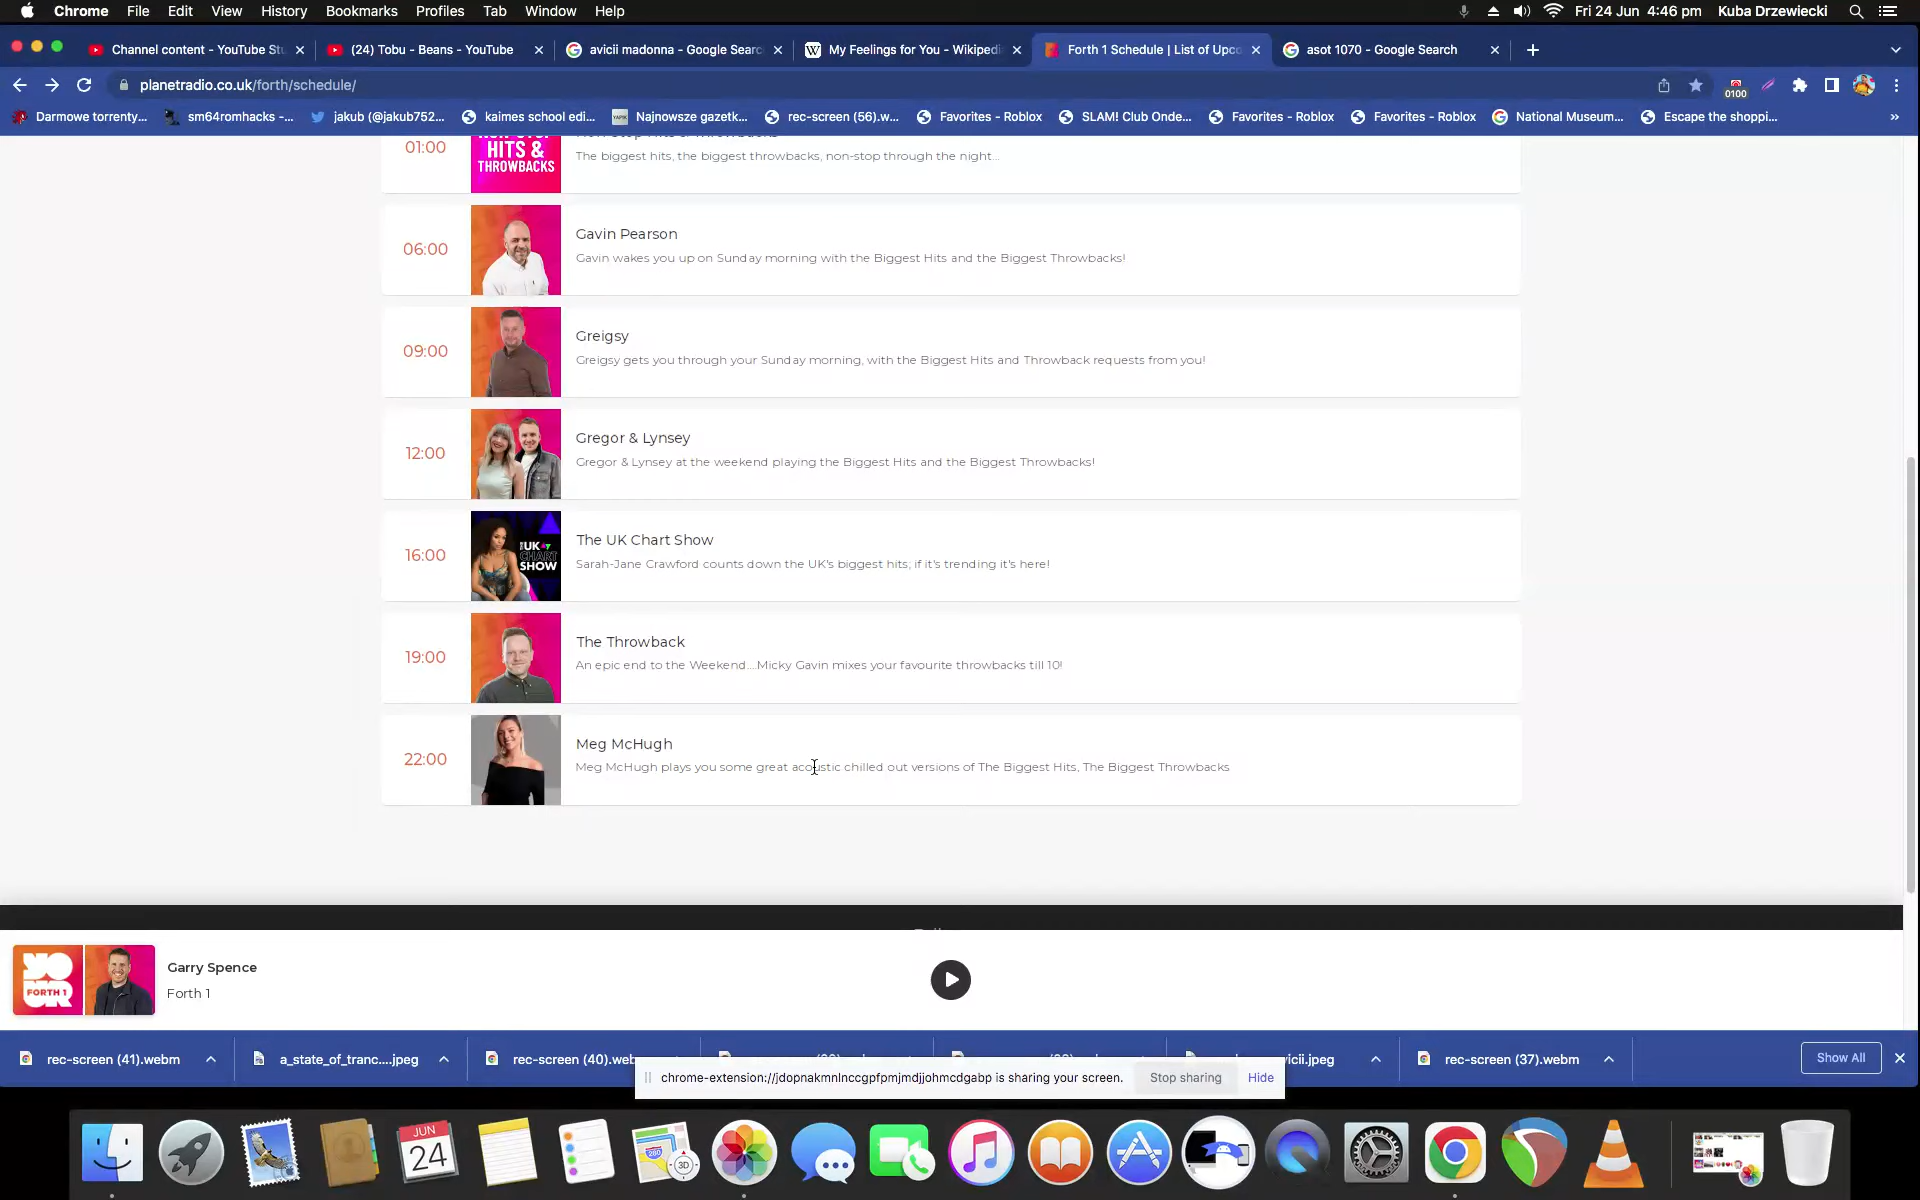 Chrome File Edit View History Bookmarks Profiles Tab Window Help Fri 24 Jun 4:46 pm Kuba Drzewiecki
Channel content - YouTube Stu (24) Tobu - Beans - YouTube avicii madonna - Google Searc My Feelings for You - Wikiped Forth 1 Schedule | List of Upco asot 1070 - Google Search
planetradio.co.uk/forth/schedule/ 0100
Darmowe torrenty... sm64romhacks -... jakub (@jakub752... kaimes school edi... Najnowsze gazetk... rec-screen (56).w... Favorites - Roblox SLAM! Club Onde... Favorites - Roblox Favorites - Roblox National Museum... Escape the shoppi... »
01:00
HITS &
THROWBACKS
The biggest hits, the biggest throwbacks, non-stop through the night...
06:00
Gavin Pearson
Gavin wakes you up on Sunday morning with the Biggest Hits and the Biggest Throwbacks!
09:00
Greigsy
Greigsy gets you through your Sunday morning, with the Biggest Hits and Throwback requests from you!
12:00
Gregor & Lynsey
Gregor & Lynsey at the weekend playing the Biggest Hits and the Biggest Throwbacks!
16:00
UK
CHART
SHOW
The UK Chart Show
Sarah-Jane Crawford counts down the UK's biggest hits; if it's trending it's here!
19:00
The Throwback
An epic end to the Weekend....Micky Gavin mixes your favourite throwbacks till 10!
22:00
Meg McHugh
Meg McHugh plays you some great acoustic chilled out versions of The Biggest Hits, The Biggest Throwbacks
FORTH 1
Garry Spence
Forth 1
rec-screen (41).webm a_state_of_tranc....jpeg rec-screen (40).web vicii.jpeg rec-screen (37).webm Show All
chrome-extension://jdopnakmnlnccgpfpmjmdjjohmcdgabp is sharing your screen. Stop sharing Hide
JUN
24
280
3D